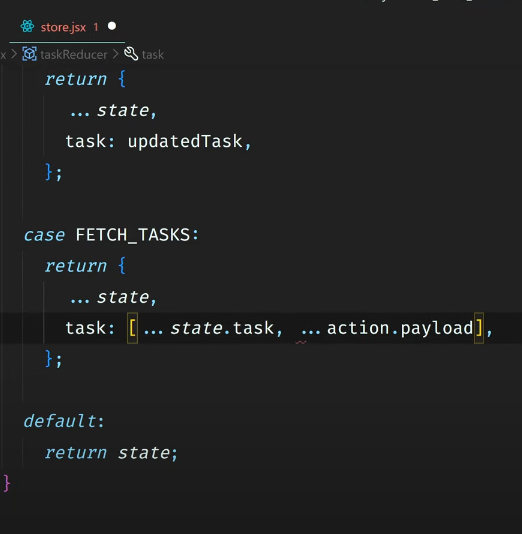 store.jsx 1
x > taskReducer > task
return {
...state,
task: updatedTask,
};
case FETCH_TASKS:
return {
...state,
task: [...state.task, ...action.payload],
};
default:
return state;
}